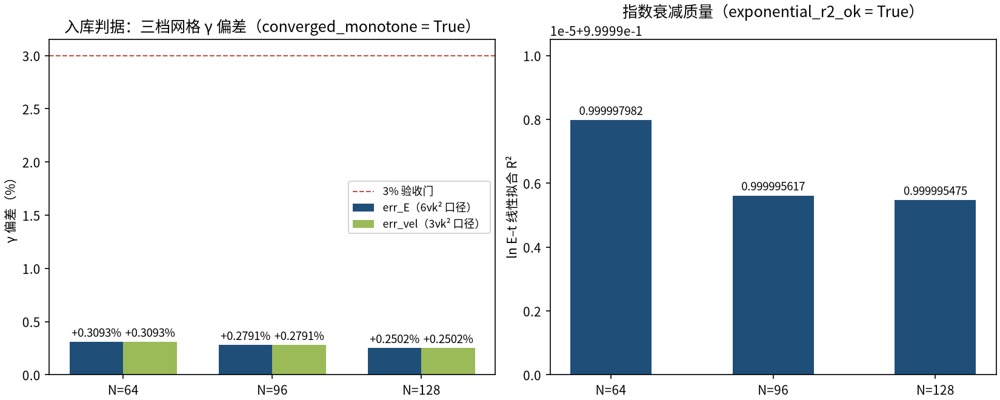 入库判据：三档网格 γ 偏差（converged_monotone = True）
γ 偏差（%）
3.0
2.5
2.0
1.5
1.0
0.5
0.0
3% 验收门
err_E（6νk² 口径）
err_vel（3νk² 口径）
+0.3093% +0.3093%
+0.2791% +0.2791%
+0.2502% +0.2502%
N=64
N=96
N=128
指数衰减质量（exponential_r2_ok = True）
1e-5+9.9999e-1
ln E–t 线性拟合 R²
1.0
0.8
0.6
0.4
0.2
0.0
0.999997982
0.999995617
0.999995475
N=64
N=96
N=128